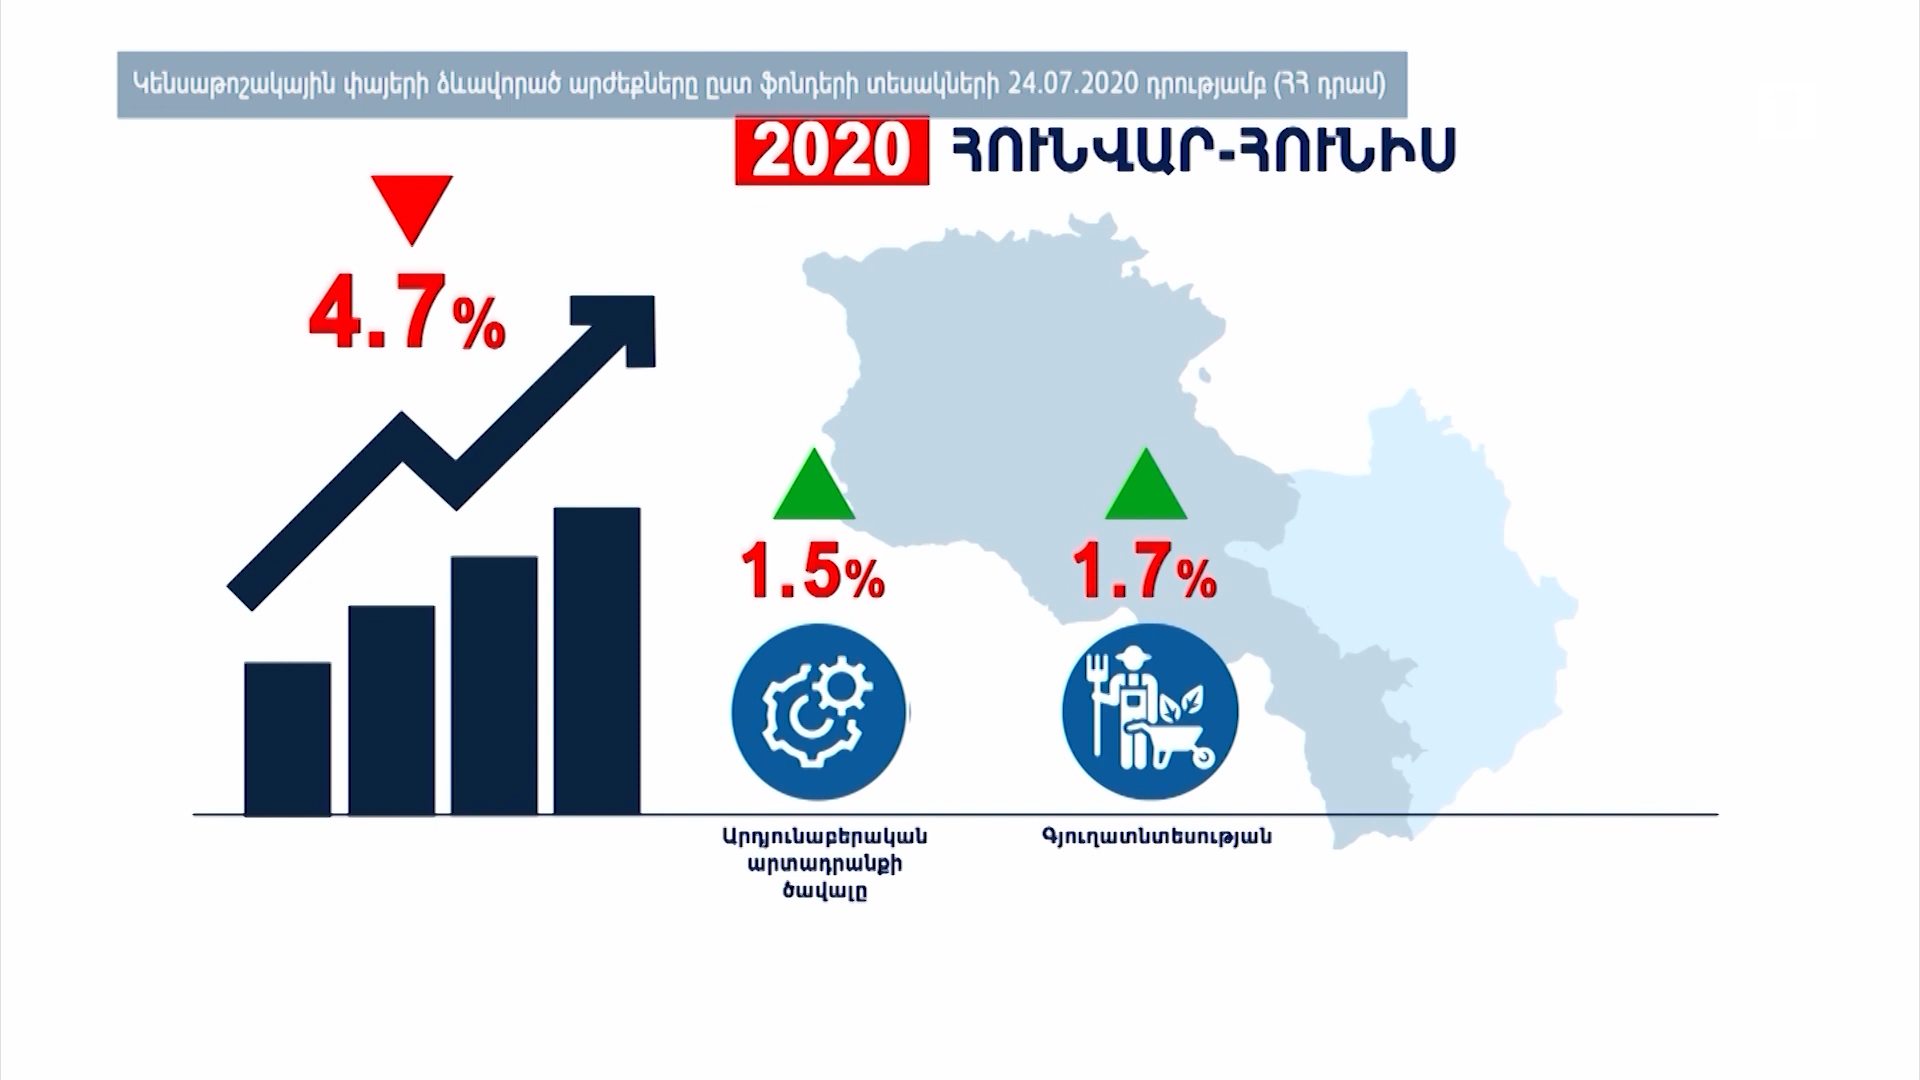 Կենսաթոշակային փայերի ձևավորած արժեքները ըստ ֆոնդերի տեսակների 24.07.2020 դրությամբ (ՀՀ դրամ)
2020 ՀՈՒՆՎԱՐ-ՀՈՒՆԻՍ
4.7%
1.5%
1.7%
Արդյունաբերական
արտադրանքի
ծավալը
Գյուղատնտեսության